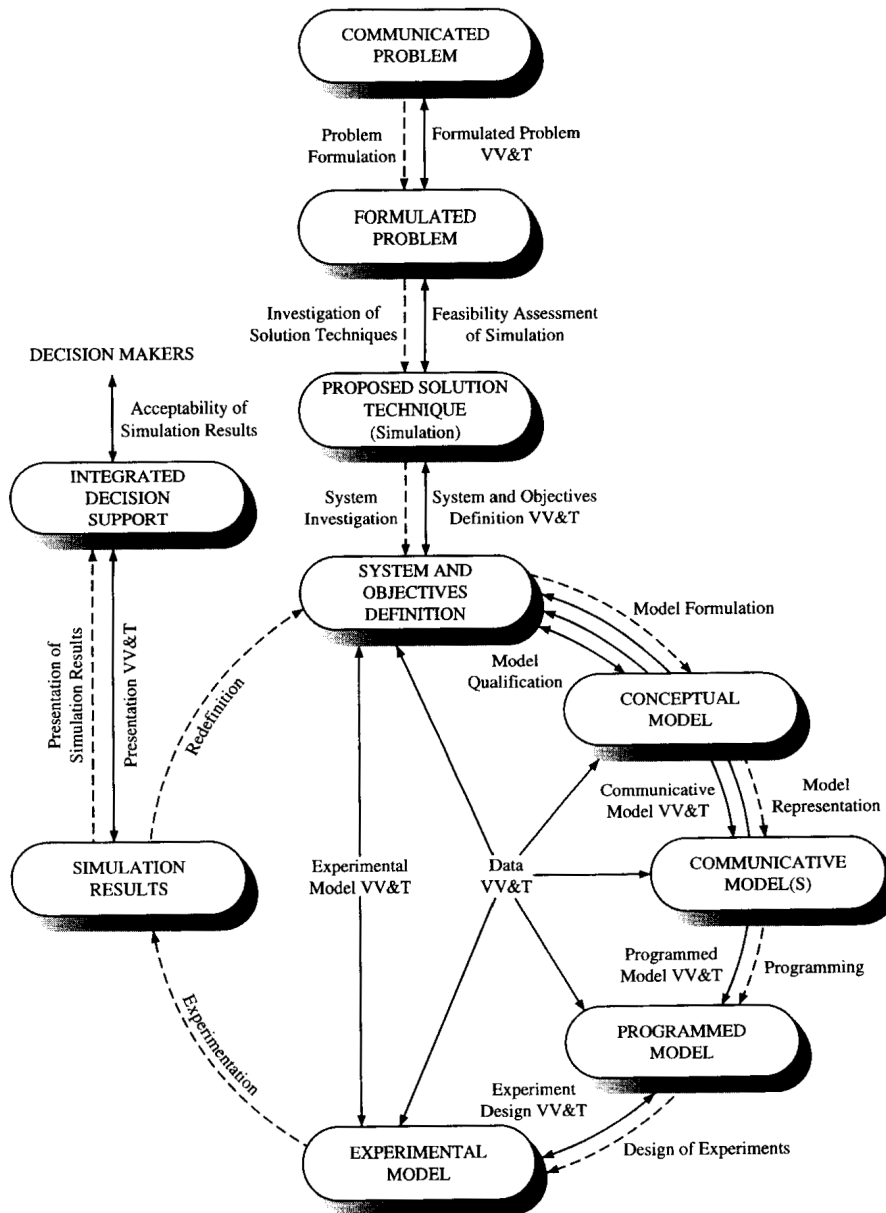 COMMUNICATED
PROBLEM
Problem
Formulation
Formulated Problem
VV&T
FORMULATED
PROBLEM
Investigation of
Solution Techniques
Feasibility Assessment
of Simulation
DECISION MAKERS
Acceptability of
Simulation Results
PROPOSED SOLUTION
TECHNIQUE
(Simulation)
INTEGRATED
DECISION
SUPPORT
System
Investigation
System and Objectives
Definition VV&T
SYSTEM AND
OBJECTIVES
DEFINITION
Model Formulation
Model
Qualification
Presentation of
Simulation Results
Presentation VV&T
Redefinition
CONCEPTUAL
MODEL
Communicative
Model VV&T
Model
Representation
SIMULATION
RESULTS
Experimental
Model VV&T
Data
VV&T
COMMUNICATIVE
MODEL(S)
Programmed
Model VV&T
Programming
Experimentation
PROGRAMMED
MODEL
Experiment
Design VV&T
Design of Experiments
EXPERIMENTAL
MODEL